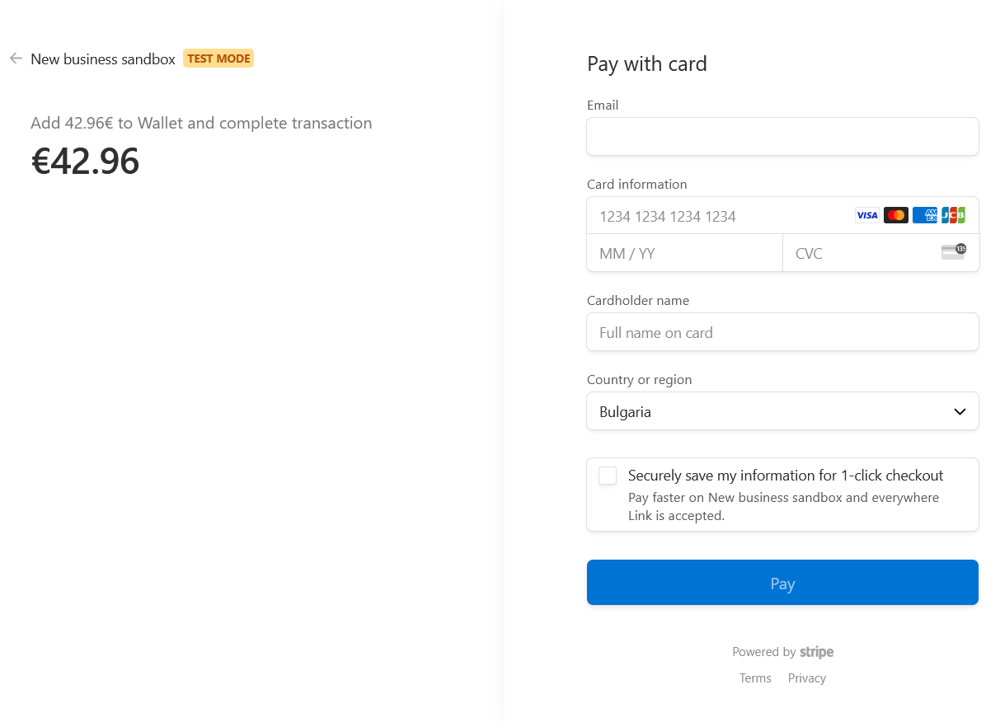 New business sandbox TEST MODE
Add 42.96€ to Wallet and complete transaction
€42.96
Pay with card
Email
Card information
1234 1234 1234 1234 VISA AM EX JCB
MM / YY CVC 135
Cardholder name
Full name on card
Country or region
Bulgaria
Securely save my information for 1-click checkout
Pay faster on New business sandbox and everywhere
Link is accepted.
Pay
Powered by stripe
Terms Privacy